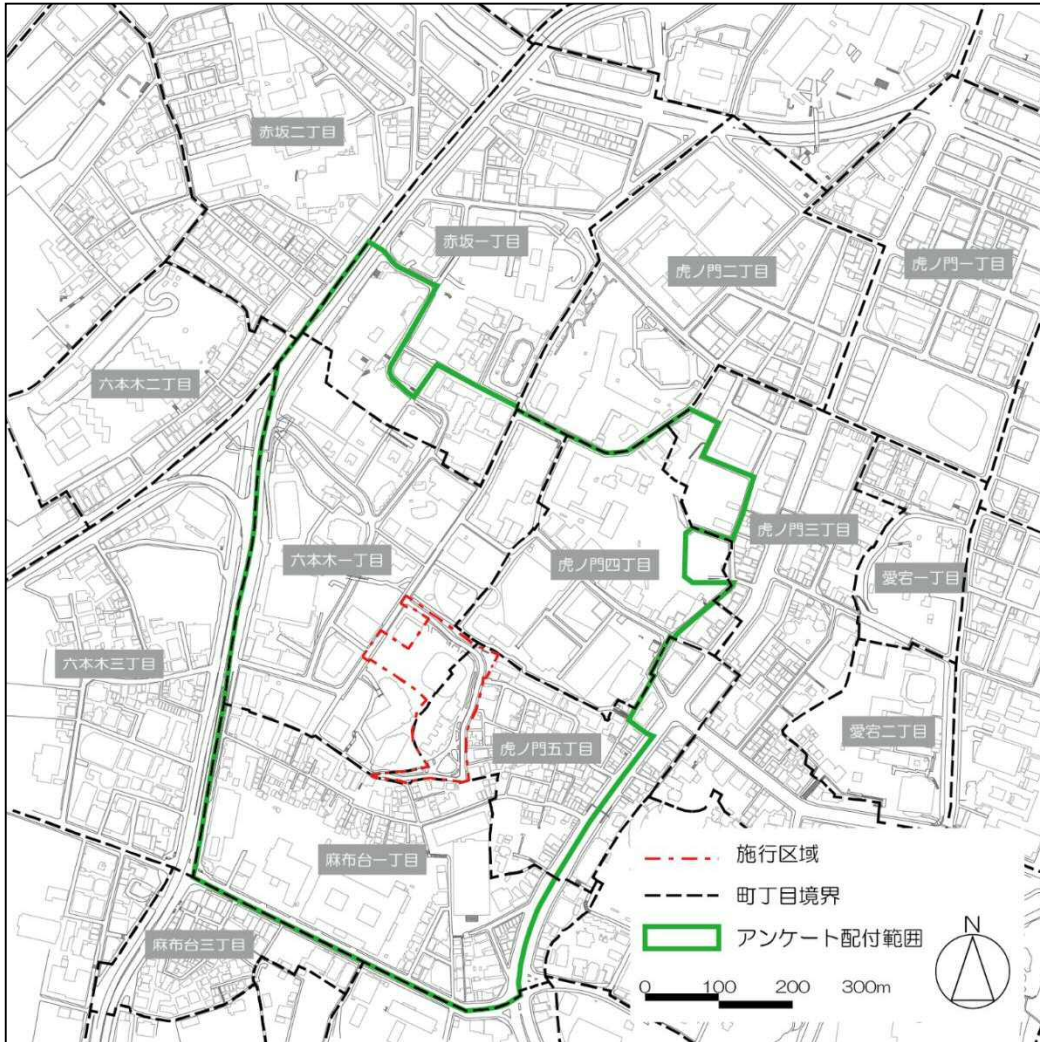 赤坂二丁目
赤坂一丁目
虎ノ門二丁目
虎ノ門一丁目
六本木二丁目
六本木一丁目
虎ノ門四丁目
虎ノ門三丁目
愛宕一丁目
六本木三丁目
虎ノ門五丁目
愛宕二丁目
麻布台一丁目
麻布台三丁目
施行区域
町丁目境界
アンケート配付範囲
N
0 100 200 300m